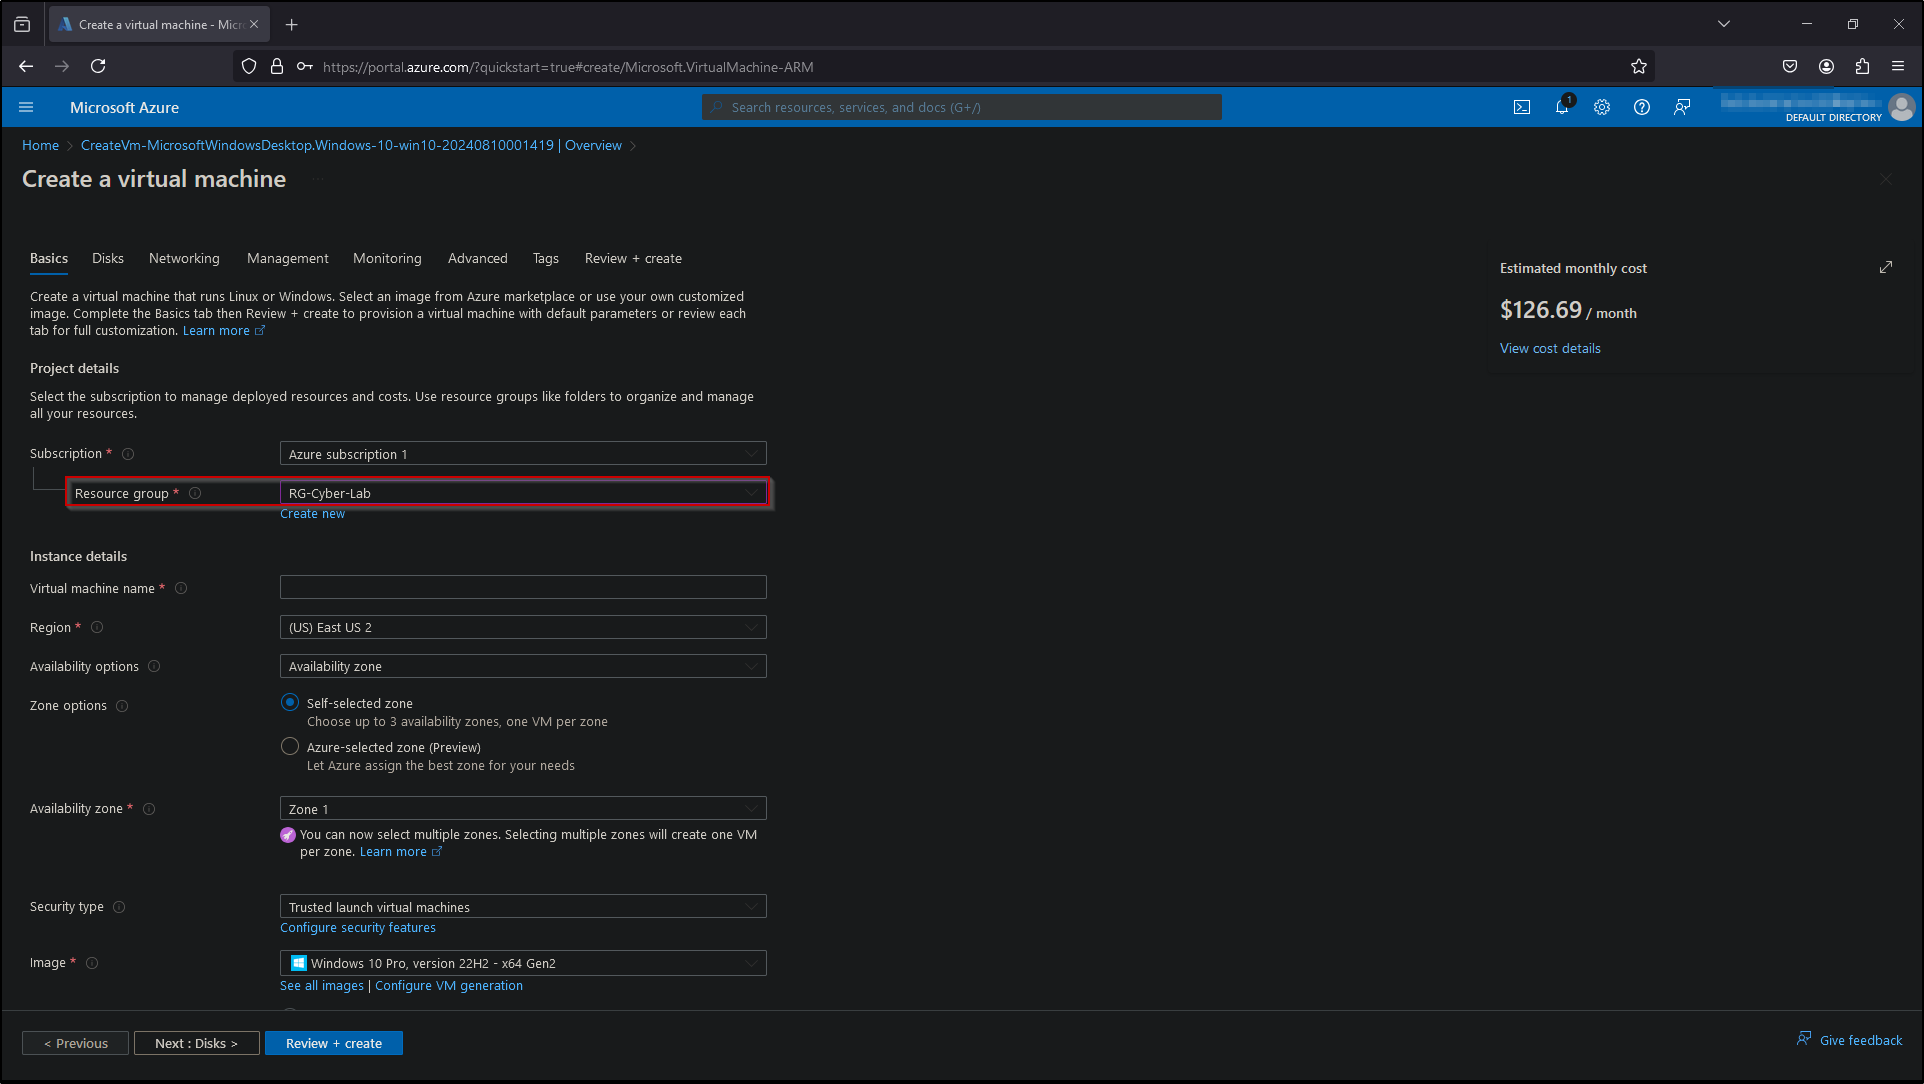 Create a virtual machine - Micr
https://portal.azure.com/?quickstart=true#create/Microsoft.VirtualMachine-ARM
Microsoft Azure
Search resources, services, and docs (G+/)
1
DEFAULT DIRECTORY
Home > CreateVm-MicrosoftWindowsDesktop.Windows-10-win10-20240810001419 | Overview >
Create a virtual machine ...
Basics Disks Networking Management Monitoring Advanced Tags Review + create
Create a virtual machine that runs Linux or Windows. Select an image from Azure marketplace or use your own customized
image. Complete the Basics tab then Review + create to provision a virtual machine with default parameters or review each
tab for full customization. Learn more
Project details
Select the subscription to manage deployed resources and costs. Use resource groups like folders to organize and manage
all your resources.
Subscription * Azure subscription 1
Resource group * RG-Cyber-Lab
Create new
Instance details
Virtual machine name *
Region * (US) East US 2
Availability options Availability zone
Zone options Self-selected zone
Choose up to 3 availability zones, one VM per zone
Azure-selected zone (Preview)
Let Azure assign the best zone for your needs
Availability zone * Zone 1
You can now select multiple zones. Selecting multiple zones will create one VM
per zone. Learn more
Security type Trusted launch virtual machines
Configure security features
Image * Windows 10 Pro, version 22H2 - x64 Gen2
See all images | Configure VM generation
Estimated monthly cost
$126.69 / month
View cost details
< Previous Next : Disks > Review + create
Give feedback